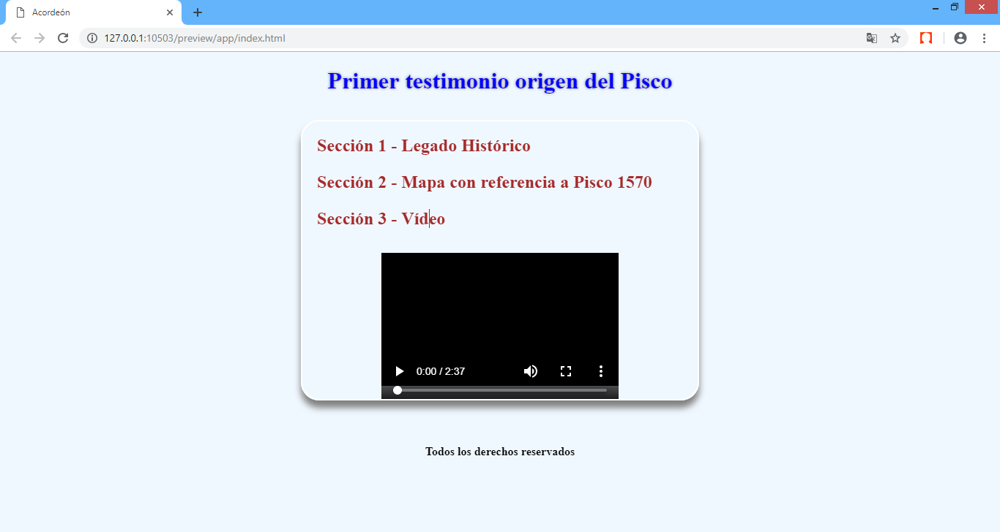 Acordeón
127.0.0.1:10503/preview/app/index.html
Primer testimonio origen del Pisco
Sección 1 - Legado Histórico
Sección 2 - Mapa con referencia a Pisco 1570
Sección 3 - Vídeo
0:00 / 2:37
Todos los derechos reservados